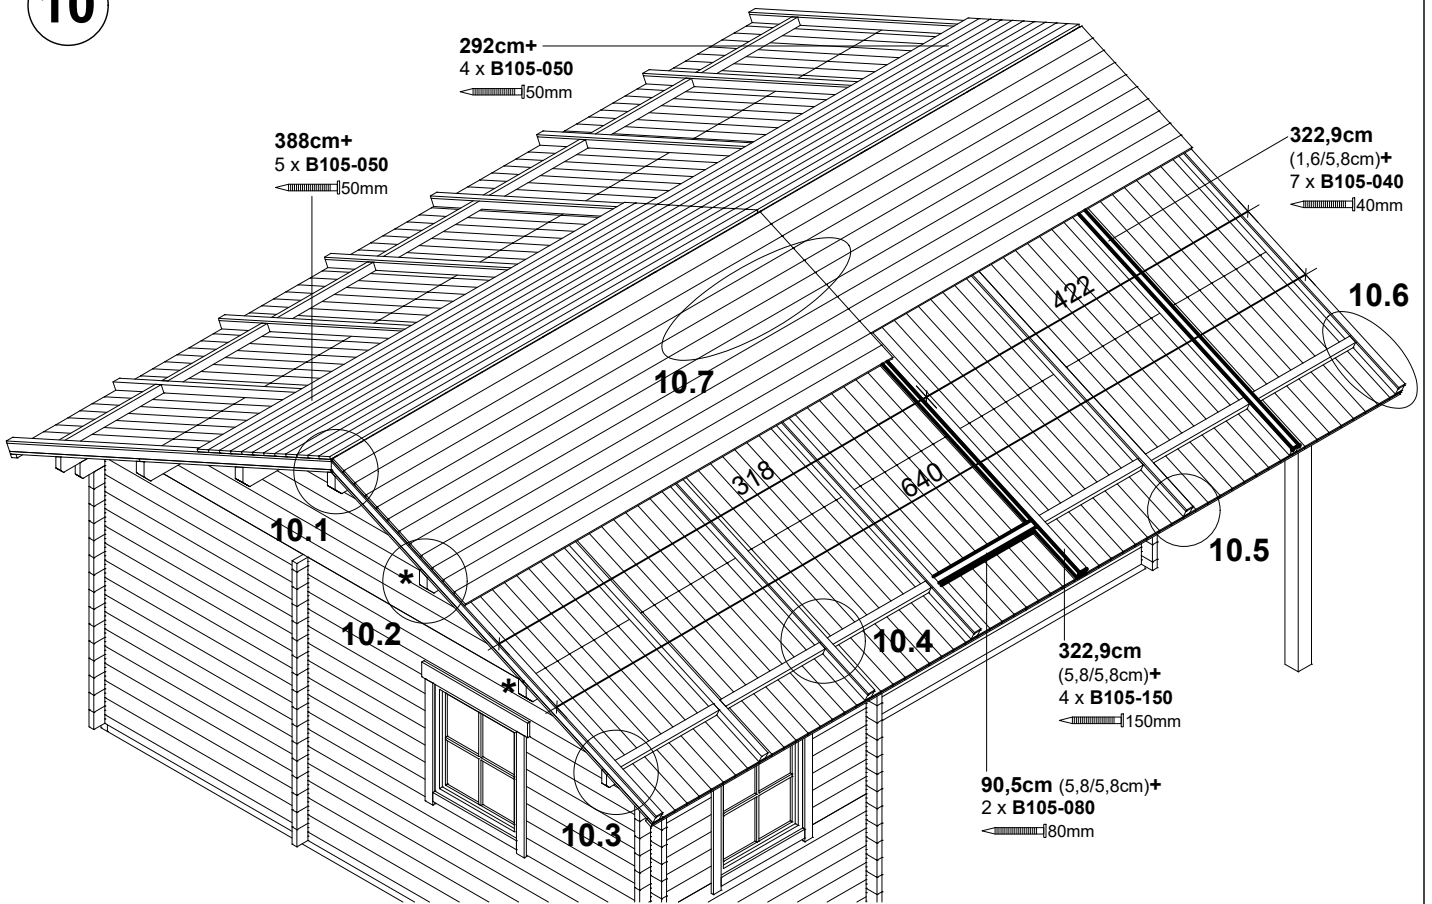 10
292cm+
4 x B105-050
50mm
388cm+
5 x B105-050
50mm
322,9cm
(1,6/5,8cm)+
7 x B105-040
40mm
422
10.6
10.7
318
640
10.1
10.5
*
10.2
10.4
*
322,9cm
(5,8/5,8cm)+
4 x B105-150
150mm
90,5cm (5,8/5,8cm)+
2 x B105-080
80mm
10.3